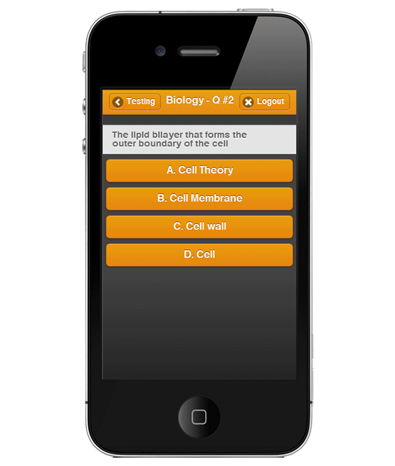 Testing
Biology - Q #2
Logout
The lipid bilayer that forms the
outer boundary of the cell
A. Cell Theory
B. Cell Membrane
C. Cell wall
D. Cell